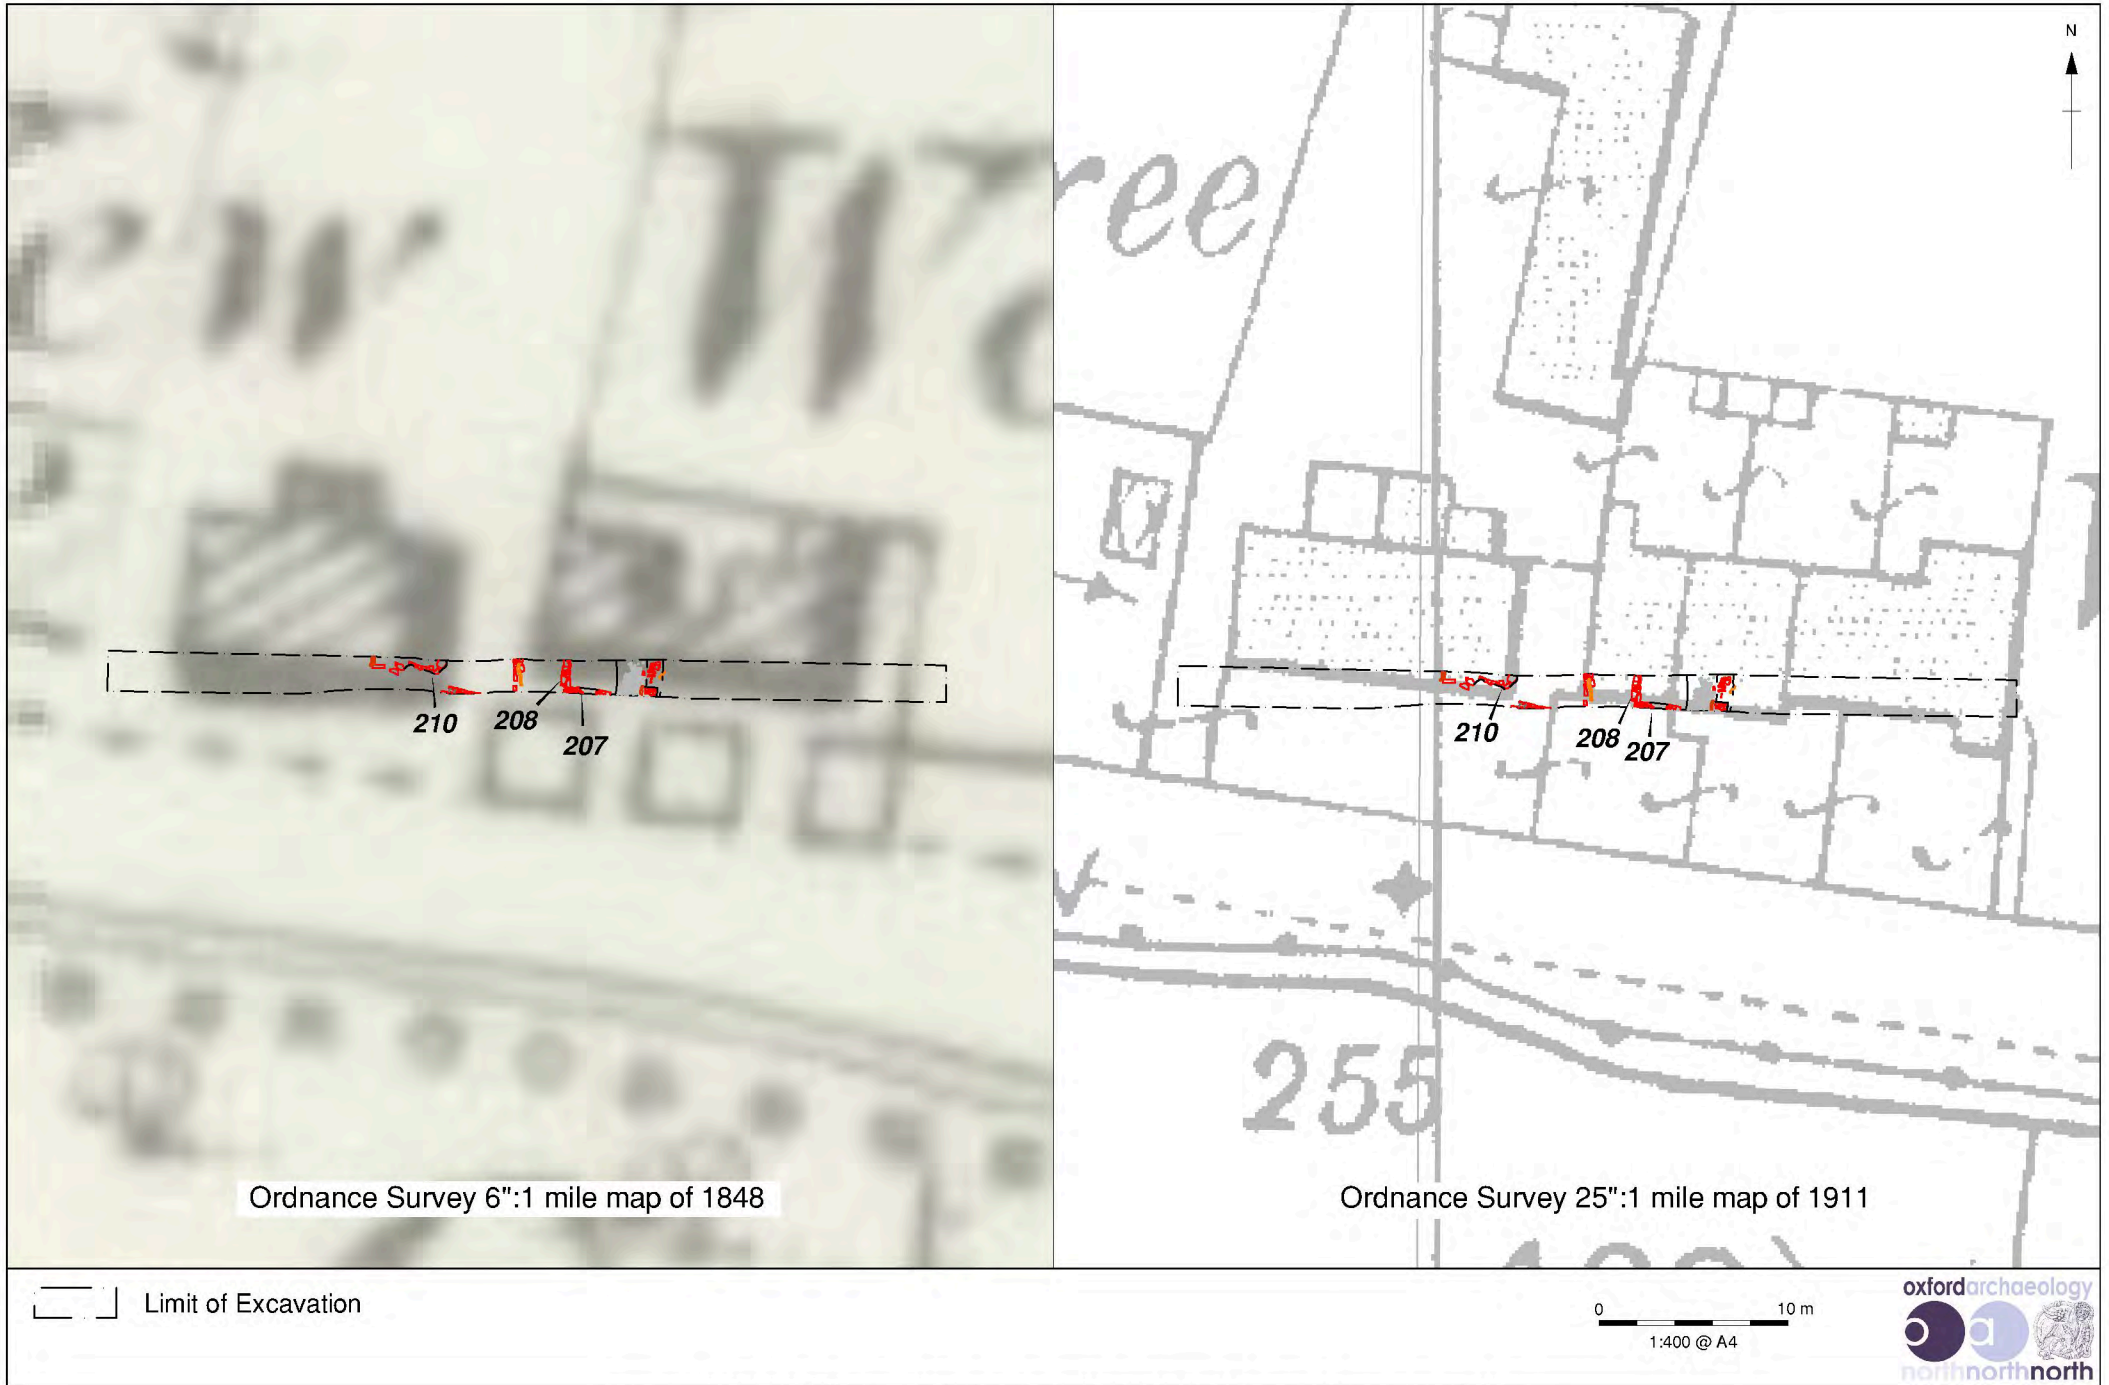 N
ree
210
208
207
210
208
207
255
Ordnance Survey 6":1 mile map of 1848
Ordnance Survey 25":1 mile map of 1911
Limit of Excavation
0 10 m
1:400 @ A4
oxfordarchaeology
o a
northnorthnorth